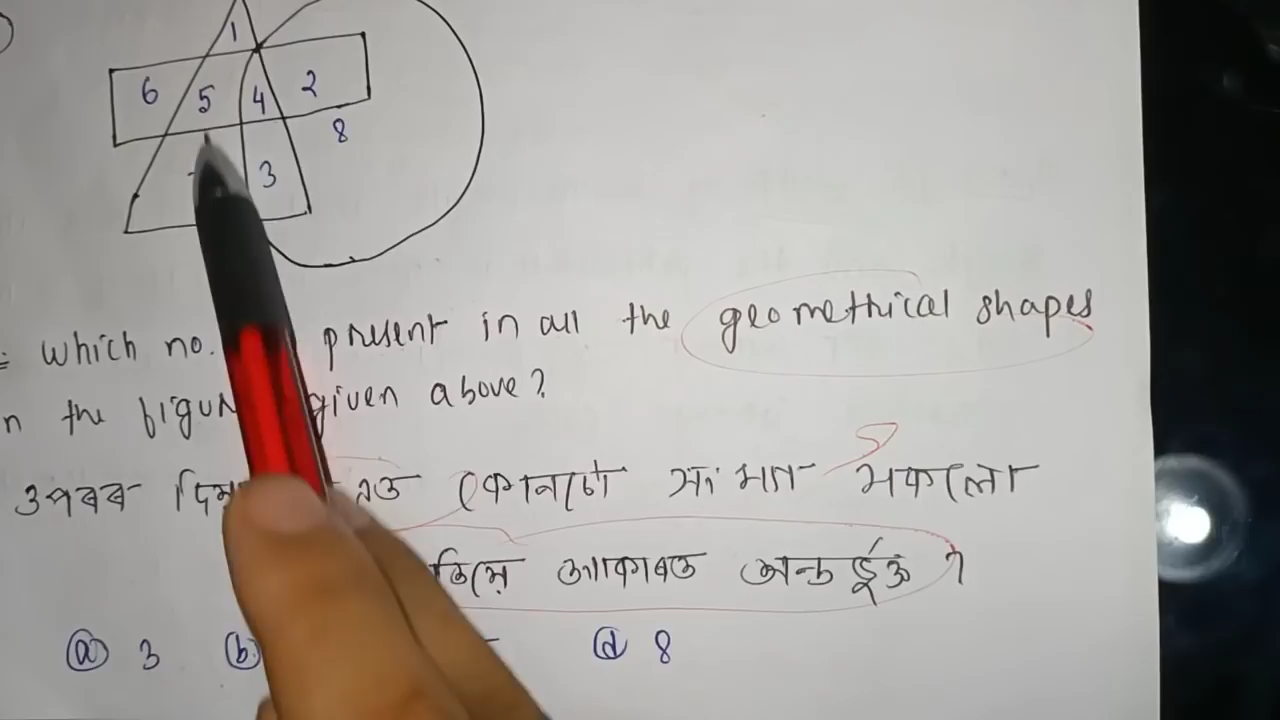 1
6 5 4 2
8
3
which no. present in all the geomethical shapes
in the given above?
উপৰৰ কোনটো সংখ্যা সকলো
আকাৰত অন্তৰ্ভুক্ত ?
ⓐ 3 ⓑ ⓓ 8